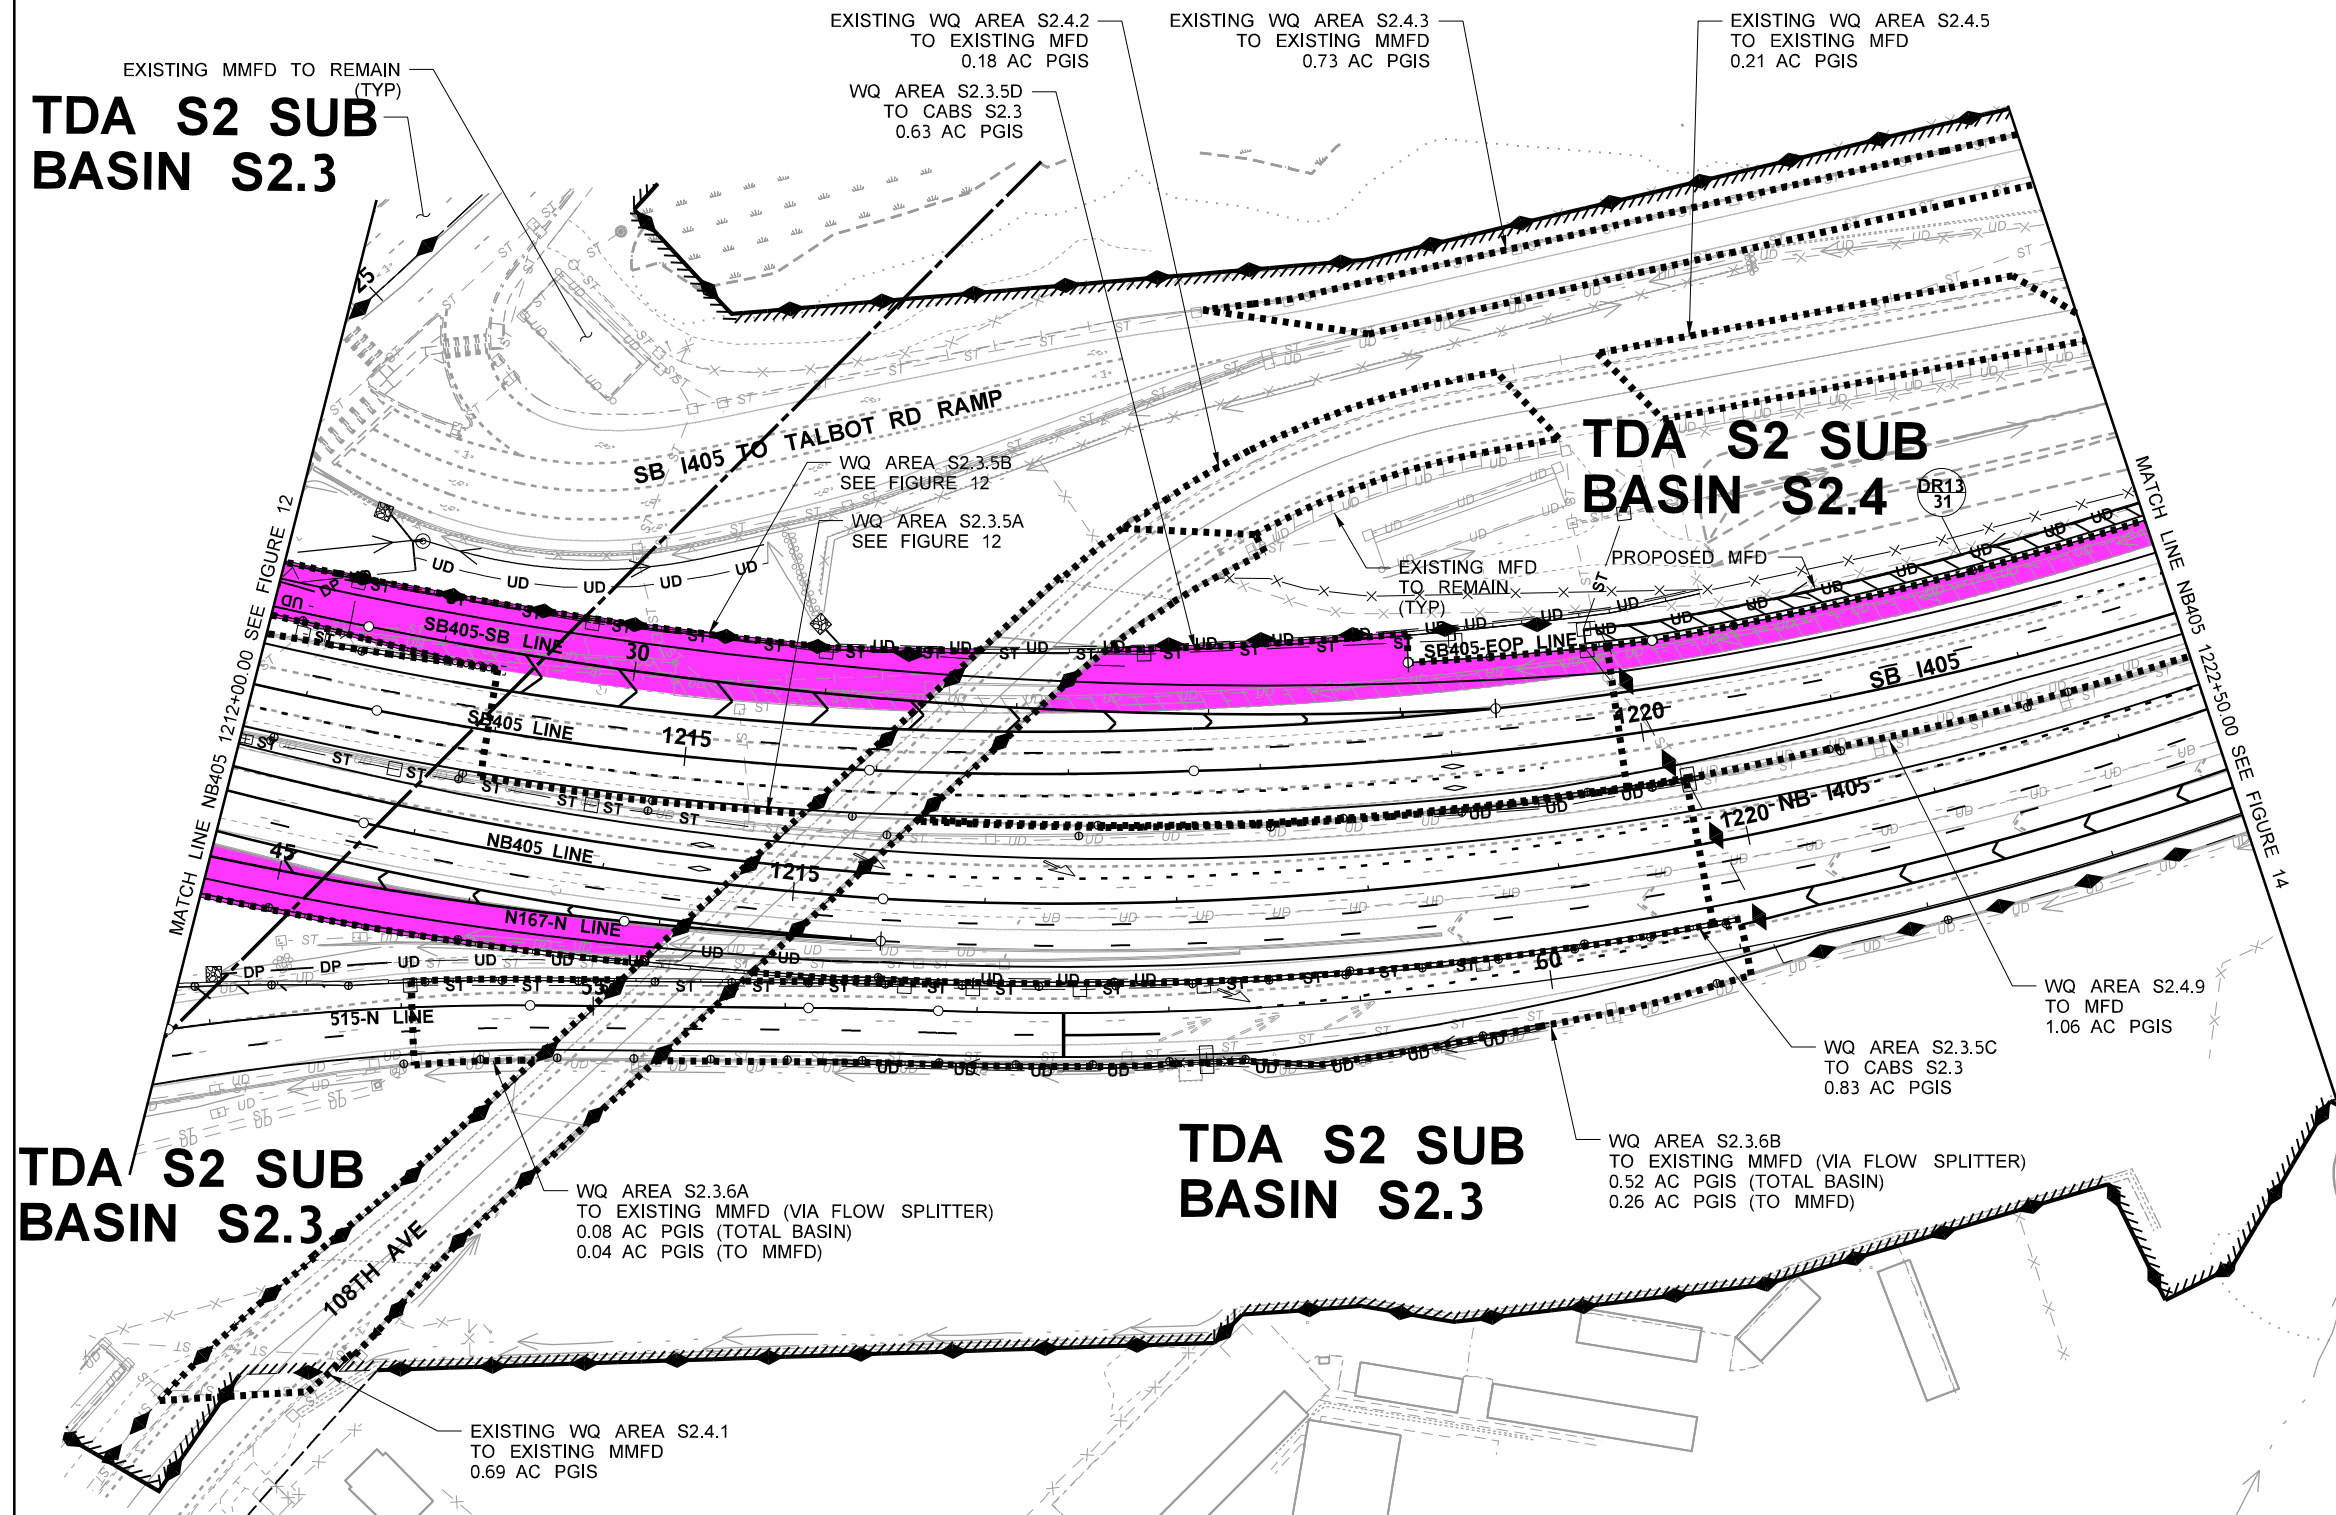 EXISTING WQ AREA S2.4.2
TO EXISTING MFD
0.18 AC PGIS
EXISTING WQ AREA S2.4.3
TO EXISTING MMFD
0.73 AC PGIS
EXISTING WQ AREA S2.4.5
TO EXISTING MFD
0.21 AC PGIS
EXISTING MMFD TO REMAIN
(TYP)
TDA S2 SUB
BASIN S2.3
WQ AREA S2.3.5D
TO CABS S2.3
0.63 AC PGIS
25
SB I405 TO TALBOT RD RAMP
WQ AREA S2.3.5B
SEE FIGURE 12
WQ AREA S2.3.5A
SEE FIGURE 12
TDA S2 SUB
BASIN S2.4
DR13
31
EXISTING MFD
TO REMAIN
(TYP)
PROPOSED MFD
MATCH LINE NB405 1212+00.00 SEE FIGURE 12
MATCH LINE NB405 1222+50.00 SEE FIGURE 14
SB405-SB LINE
30
SB405-EOP LINE
SB I405
SB405 LINE
1215
1220
NB405 LINE
1215
1220
NB I405
45
N167-N LINE
DP
DP
UD
UD
UD
UD
UD
ST
ST
ST
ST
515-N LINE
60
WQ AREA S2.4.9
TO MFD
1.06 AC PGIS
WQ AREA S2.3.5C
TO CABS S2.3
0.83 AC PGIS
TDA S2 SUB
BASIN S2.3
WQ AREA S2.3.6B
TO EXISTING MMFD (VIA FLOW SPLITTER)
0.52 AC PGIS (TOTAL BASIN)
0.26 AC PGIS (TO MMFD)
TDA S2 SUB
BASIN S2.3
WQ AREA S2.3.6A
TO EXISTING MMFD (VIA FLOW SPLITTER)
0.08 AC PGIS (TOTAL BASIN)
0.04 AC PGIS (TO MMFD)
108TH AVE
EXISTING WQ AREA S2.4.1
TO EXISTING MMFD
0.69 AC PGIS